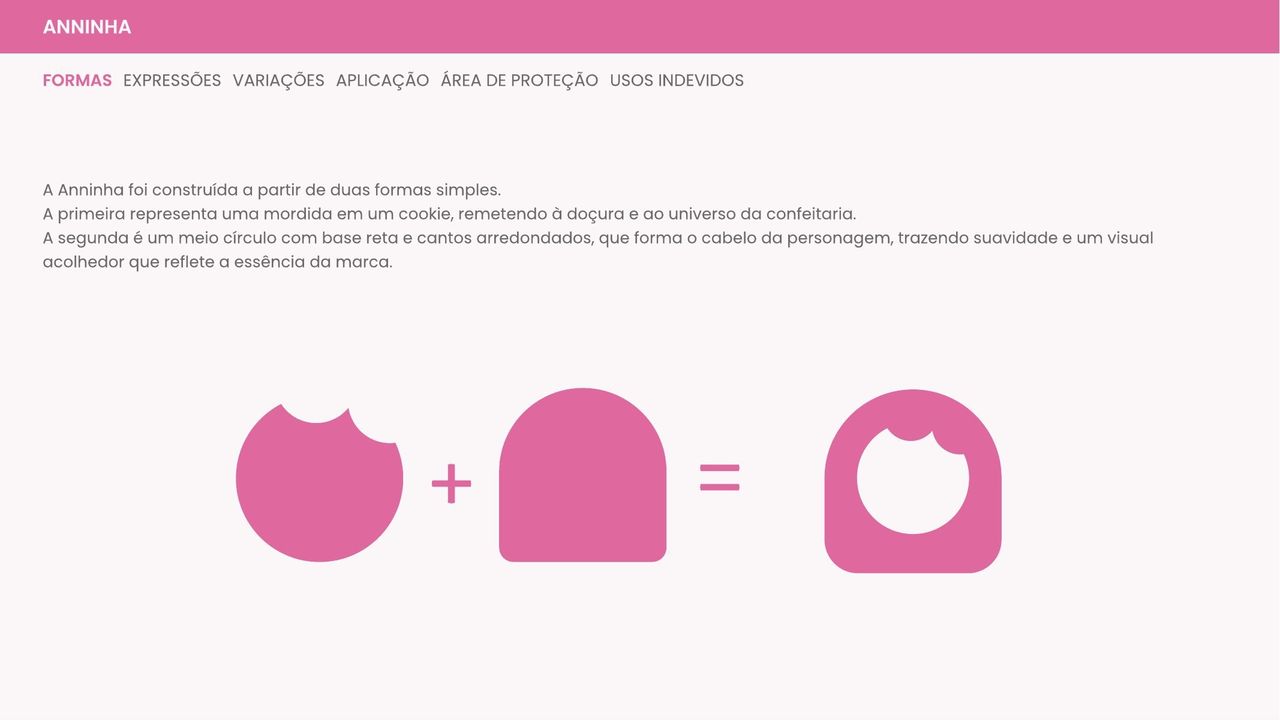 ANNINHA
FORMAS EXPRESSÕES VARIAÇÕES APLICAÇÃO ÁREA DE PROTEÇÃO USOS INDEVIDOS
A Anninha foi construída a partir de duas formas simples.
A primeira representa uma mordida em um cookie, remetendo à doçura e ao universo da confeitaria.
A segunda é um meio círculo com base reta e cantos arredondados, que forma o cabelo da personagem, trazendo suavidade e um visual
acolhedor que reflete a essência da marca.
+ =